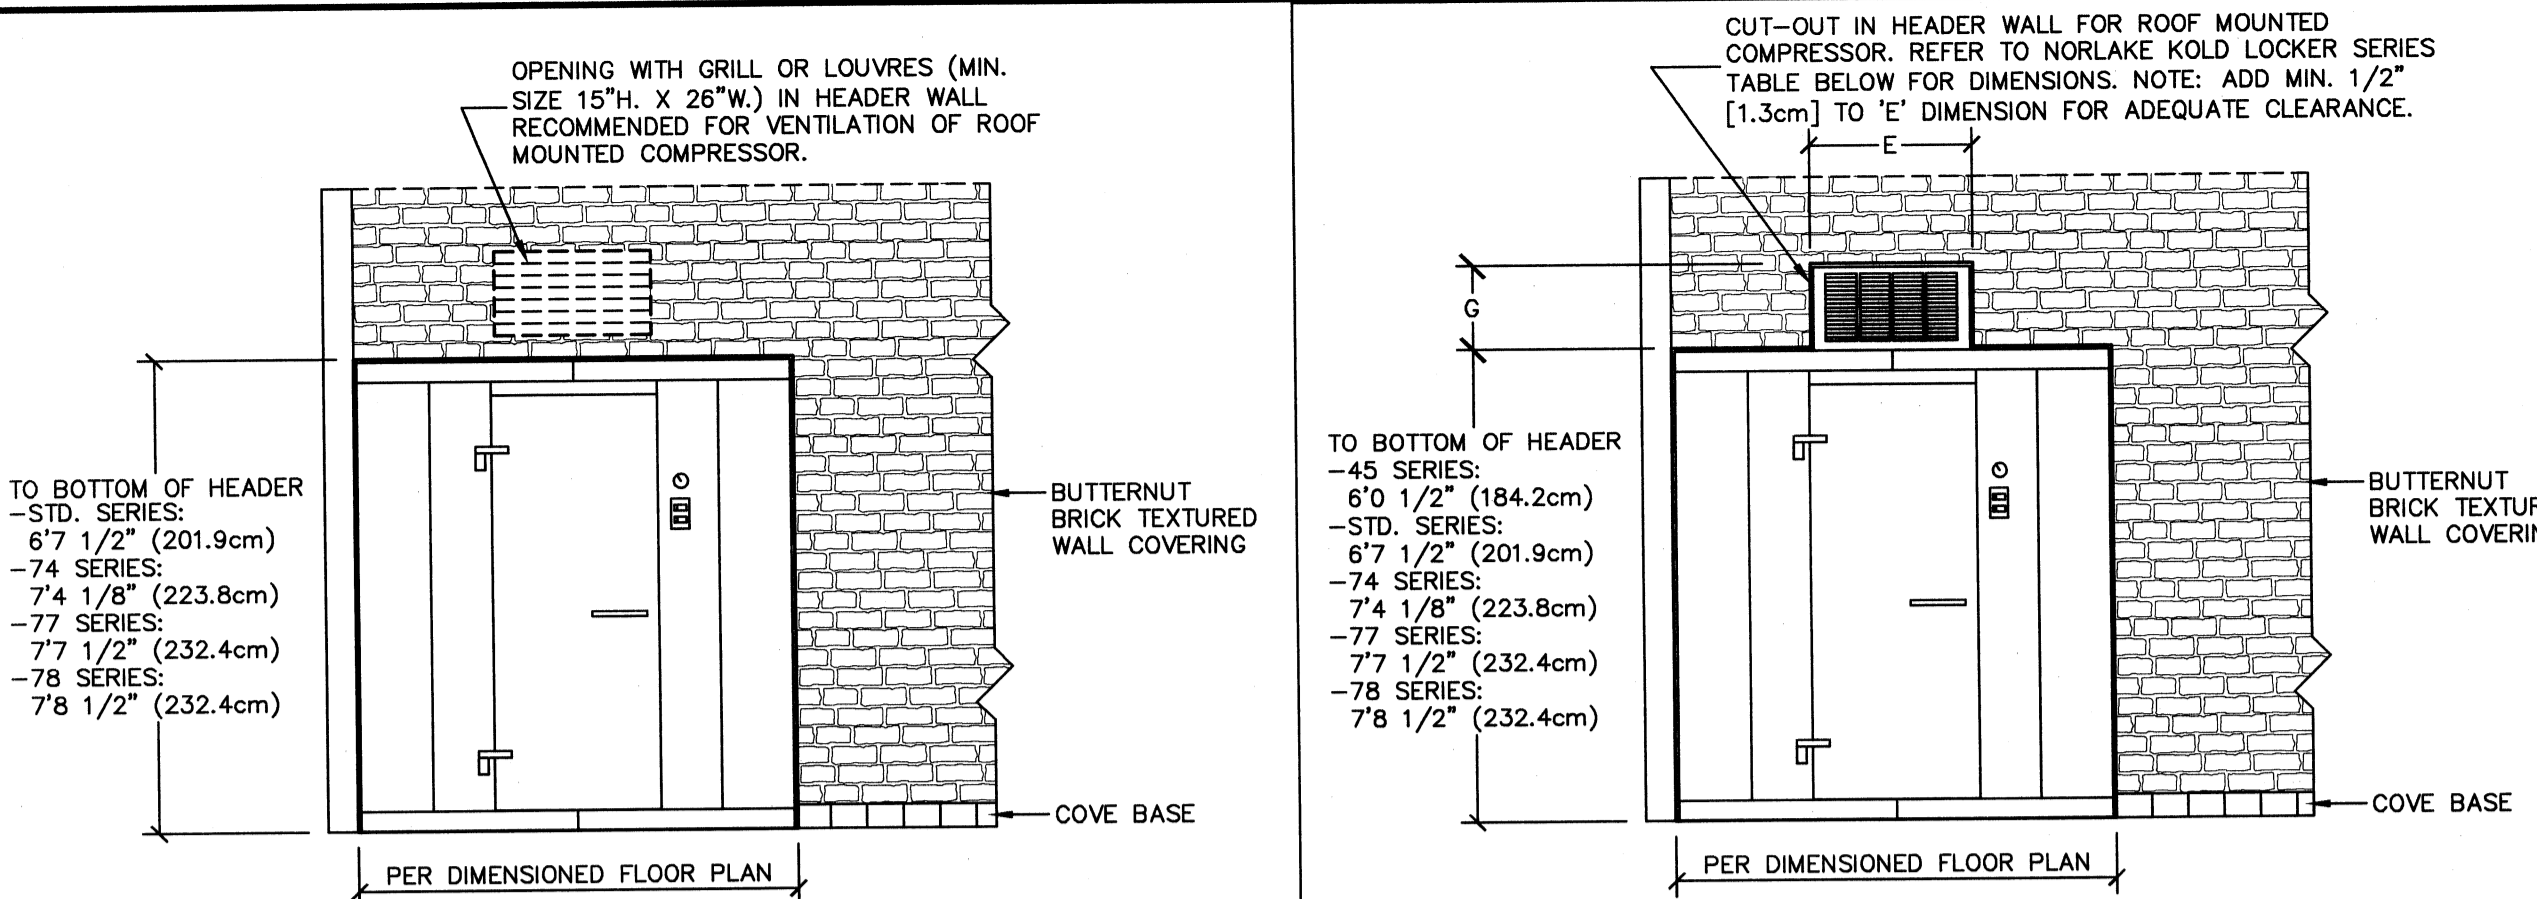 OPENING WITH GRILL OR LOUVRES (MIN.
SIZE 15"H. X 26"W.) IN HEADER WALL
RECOMMENDED FOR VENTILATION OF ROOF
MOUNTED COMPRESSOR.
TO BOTTOM OF HEADER
-STD. SERIES:
6'7 1/2" (201.9cm)
-74 SERIES:
7'4 1/8" (223.8cm)
-77 SERIES:
7'7 1/2" (232.4cm)
-78 SERIES:
7'8 1/2" (232.4cm)
BUTTERNUT
BRICK TEXTURED
WALL COVERING
COVE BASE
PER DIMENSIONED FLOOR PLAN
CUT-OUT IN HEADER WALL FOR ROOF MOUNTED
COMPRESSOR. REFER TO NORLAKE KOLD LOCKER SERIES
TABLE BELOW FOR DIMENSIONS. NOTE: ADD MIN. 1/2"
[1.3cm] TO 'E' DIMENSION FOR ADEQUATE CLEARANCE.
E
G
TO BOTTOM OF HEADER
-45 SERIES:
6'0 1/2" (184.2cm)
-STD. SERIES:
6'7 1/2" (201.9cm)
-74 SERIES:
7'4 1/8" (223.8cm)
-77 SERIES:
7'7 1/2" (232.4cm)
-78 SERIES:
7'8 1/2" (232.4cm)
BUTTERNUT
BRICK TEXTUR
WALL COVERIN
COVE BASE
PER DIMENSIONED FLOOR PLAN